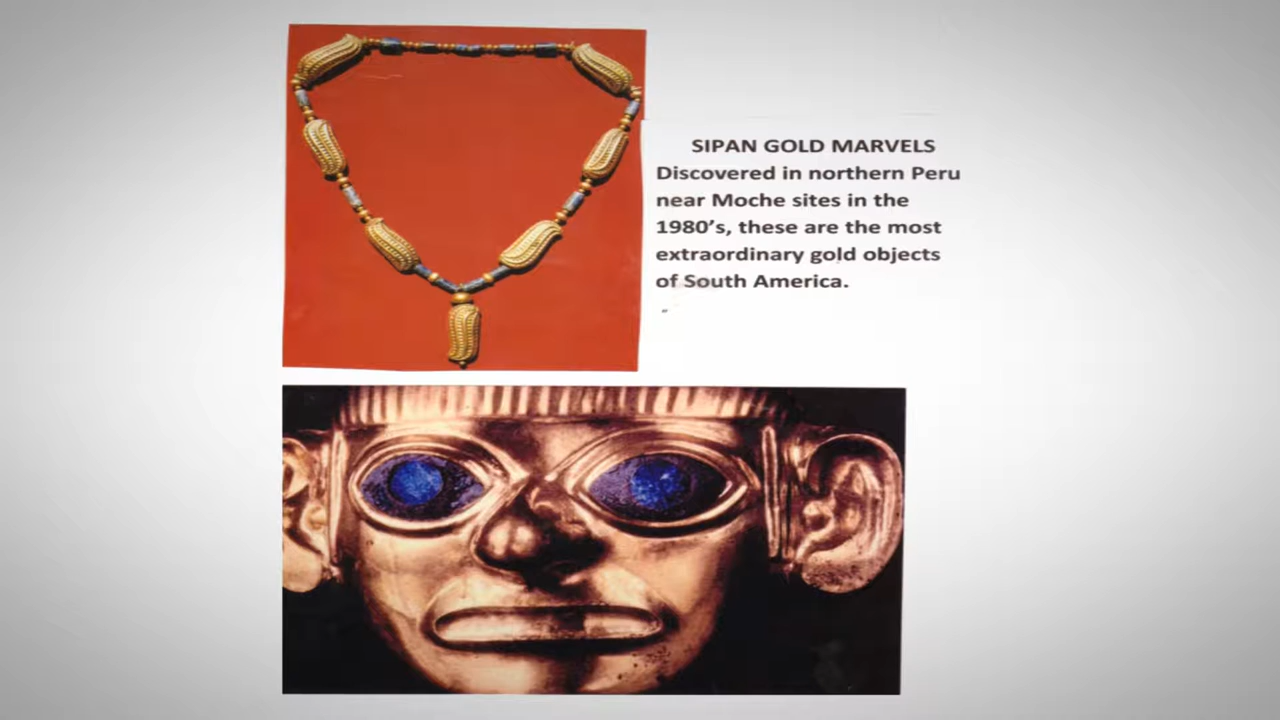 SIPAN GOLD MARVELS
Discovered in northern Peru
near Moche sites in the
1980’s, these are the most
extraordinary gold objects
of South America.